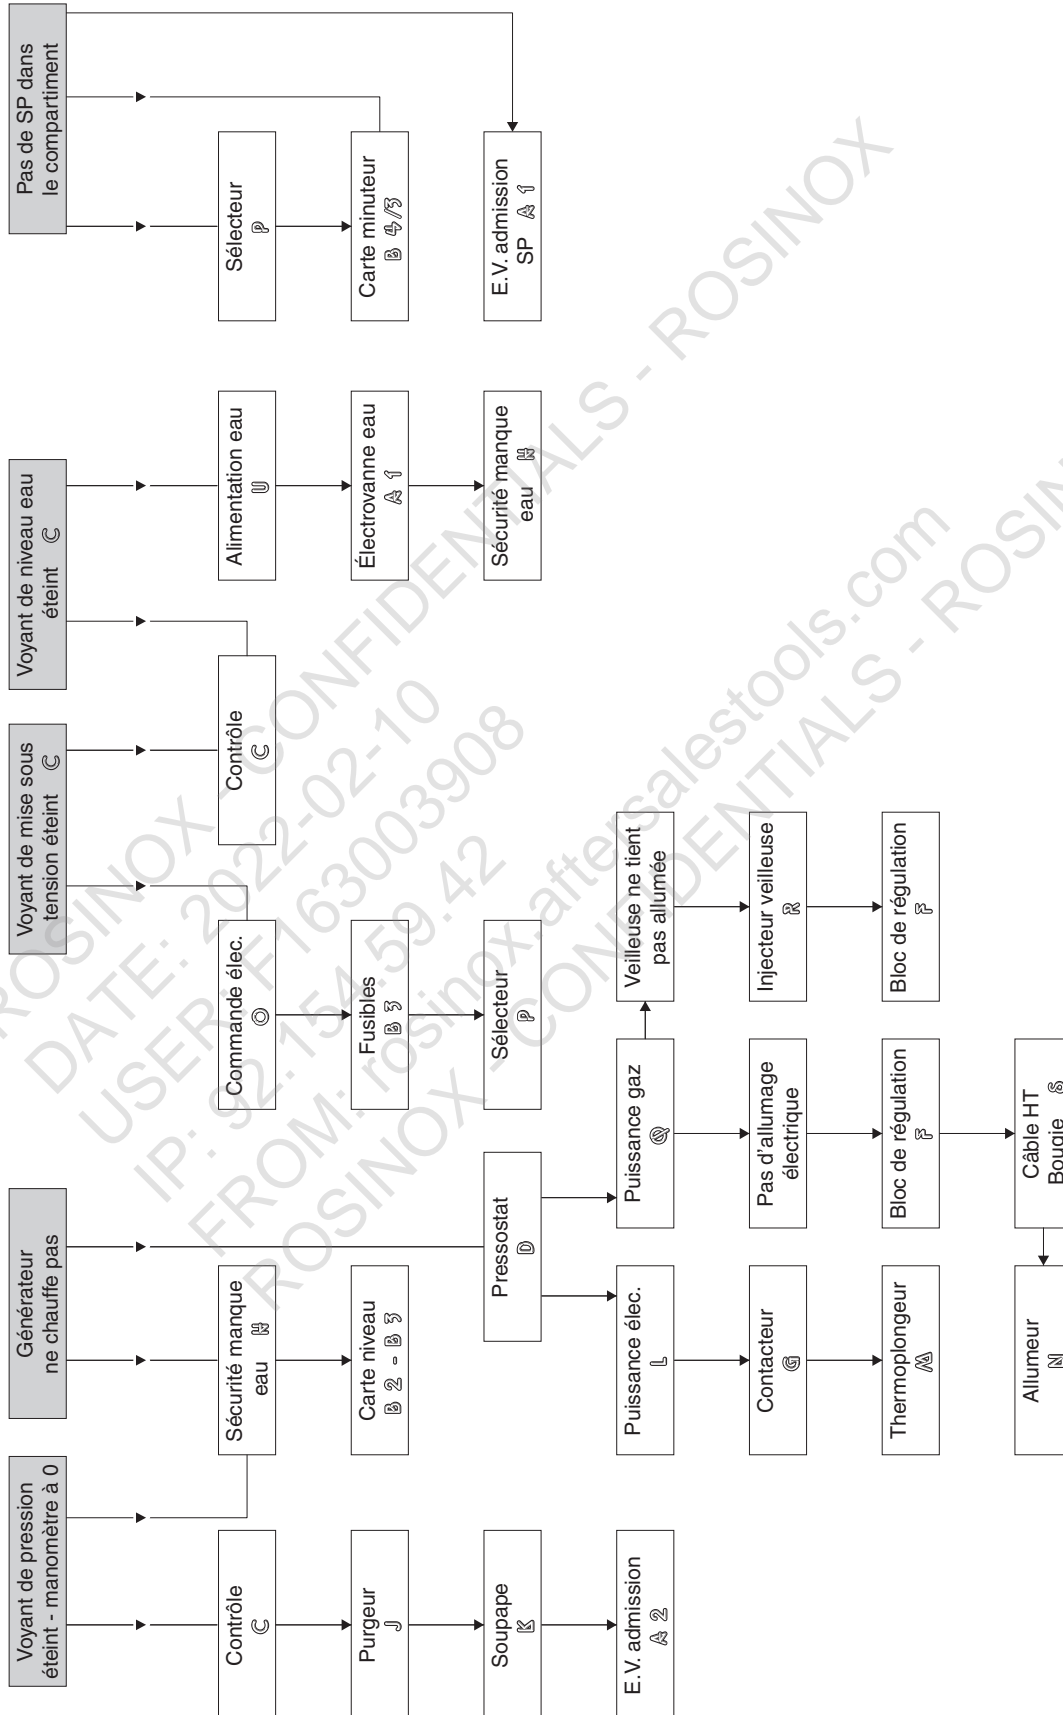 Voyant de pression
éteint - manomètre à 0
Générateur
ne chauffe pas
Voyant de mise sous
tension éteint C
Voyant de niveau eau
éteint C
Pas de SP dans
le compartiment
Contrôle
C
Sécurité manque
eau H
Commande élec.
O
Contrôle
C
Alimentation eau
U
Sélecteur
P
Purgeur
J
Carte niveau
B 2 - B 3
Fusibles
B 3
Électrovanne eau
A 1
Carte minuteur
B 4/3
Soupape
K
Pressostat
D
Sélecteur
P
Sécurité manque
eau H
E.V. admission
SP A 1
E.V. admission
A 2
Puissance élec.
L
Puissance gaz
Q
Veilleuse ne tient
pas allumée
Contacteur
G
Pas d'allumage
électrique
Injecteur veilleuse
R
Thermoplongeur
M
Bloc de régulation
F
Bloc de régulation
F
Allumeur
N
Câble HT
Bougie S
ROSINOX - CONFIDENTIALS - ROSINOX
DATE: 2022-02-10
USER: F163003908
IP: 92.154.59.42
FROM: rosinox.aftersalestools.com
ROSINOX - CONFIDENTIALS - ROSINOX